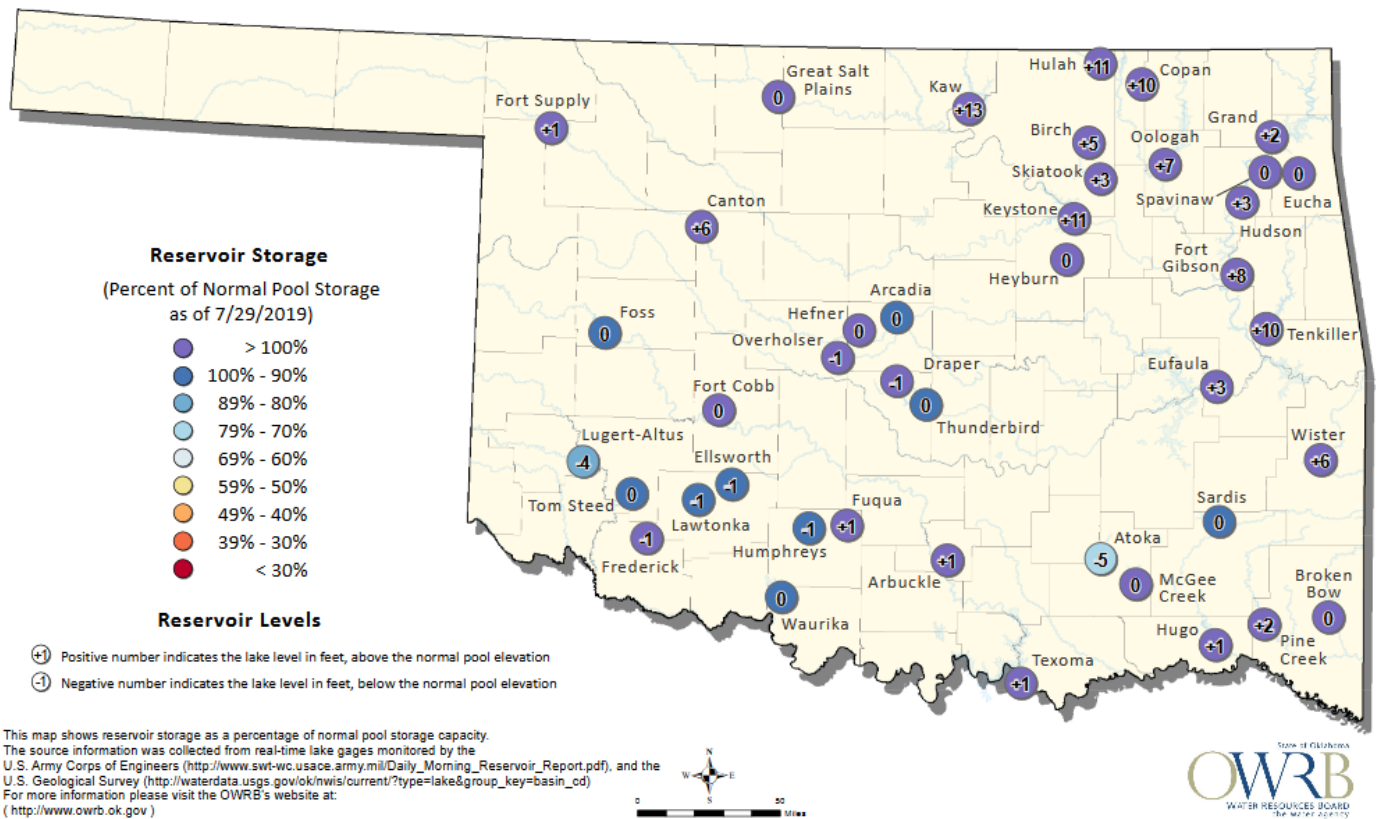 Hulah
+11
Copan
+10
Great Salt
Plains
0
Kaw
+13
Fort Supply
+1
Grand
+2
Birch
+5
Oologah
+7
Skiatook
+3
0
0
Spavinaw
Eucha
+3
Hudson
Canton
+6
Keystone
+11
Heyburn
0
Fort
Gibson
+8
Reservoir Storage
(Percent of Normal Pool Storage
as of 7/29/2019)
> 100%
100% - 90%
89% - 80%
79% - 70%
69% - 60%
59% - 50%
49% - 40%
39% - 30%
< 30%
Foss
0
Arcadia
0
Hefner
0
Overholser
-1
Draper
-1
0
Thunderbird
+10
Tenkiller
Eufaula
+3
Fort Cobb
0
Lugert-Altus
-4
Ellsworth
-1
-1
Lawtonka
0
Tom Steed
-1
Frederick
Fuqua
+1
-1
Humphreys
Wister
+6
Sardis
0
Atoka
-5
+1
Arbuckle
0
McGee
Creek
Broken
Bow
0
0
Waurika
Hugo
+1
+2
Pine
Creek
Texoma
+1
Reservoir Levels
+1 Positive number indicates the lake level in feet, above the normal pool elevation
-1 Negative number indicates the lake level in feet, below the normal pool elevation
This map shows reservoir storage as a percentage of normal pool storage capacity.
The source information was collected from real-time lake gages monitored by the
U.S. Army Corps of Engineers (http://www.swt-wc.usace.army.mil/Daily_Morning_Reservoir_Report.pdf), and the
U.S. Geological Survey (http://waterdata.usgs.gov/ok/nwis/current/?type=lake&group_key=basin_cd)
For more information please visit the OWRB's website at:
( http://www.owrb.ok.gov )
N
W E
S
0 50
Miles
State of Oklahoma
OWRB
WATER RESOURCES BOARD
the water agency